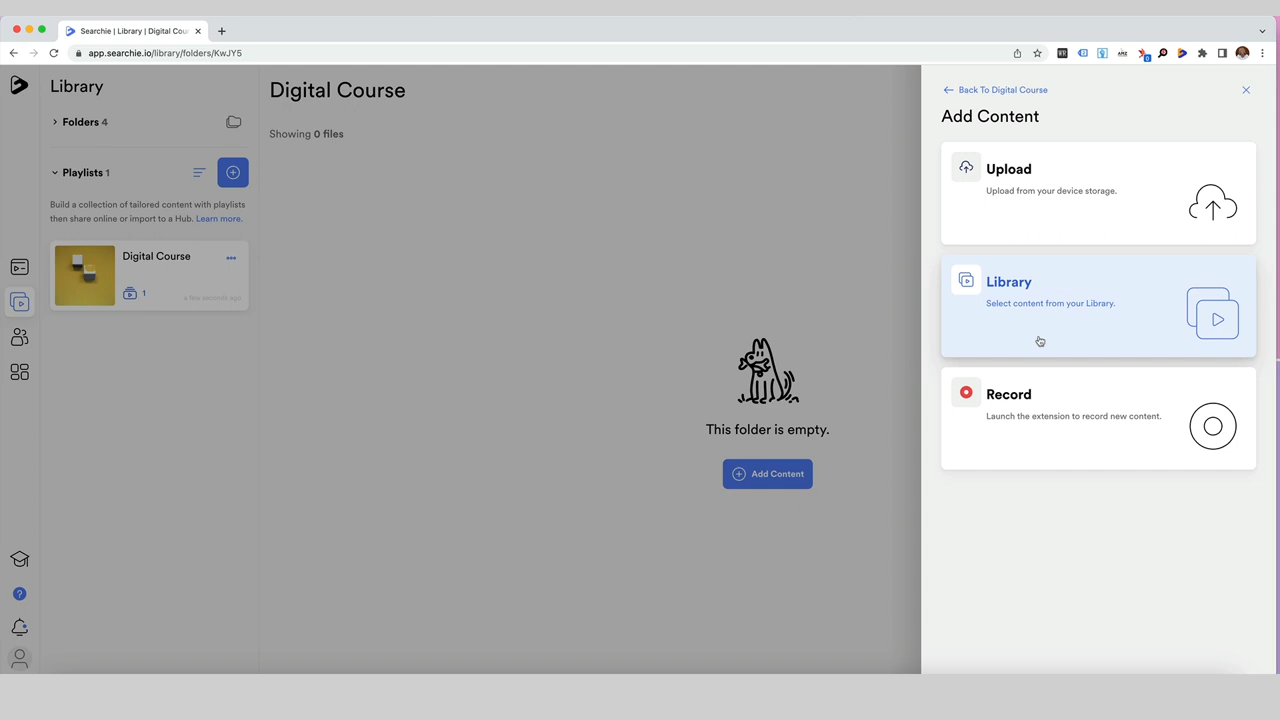 Searchie | Library | Digital Cou
app.searchie.io/library/folders/KwJY5
Library
Folders 4
Playlists 1
Build a collection of tailored content with playlists
then share online or import to a Hub. Learn more.
Digital Course
1
a few seconds ago
Digital Course
Showing 0 files
This folder is empty.
Add Content
Back To Digital Course
Add Content
Upload
Upload from your device storage.
Library
Select content from your Library.
Record
Launch the extension to record new content.